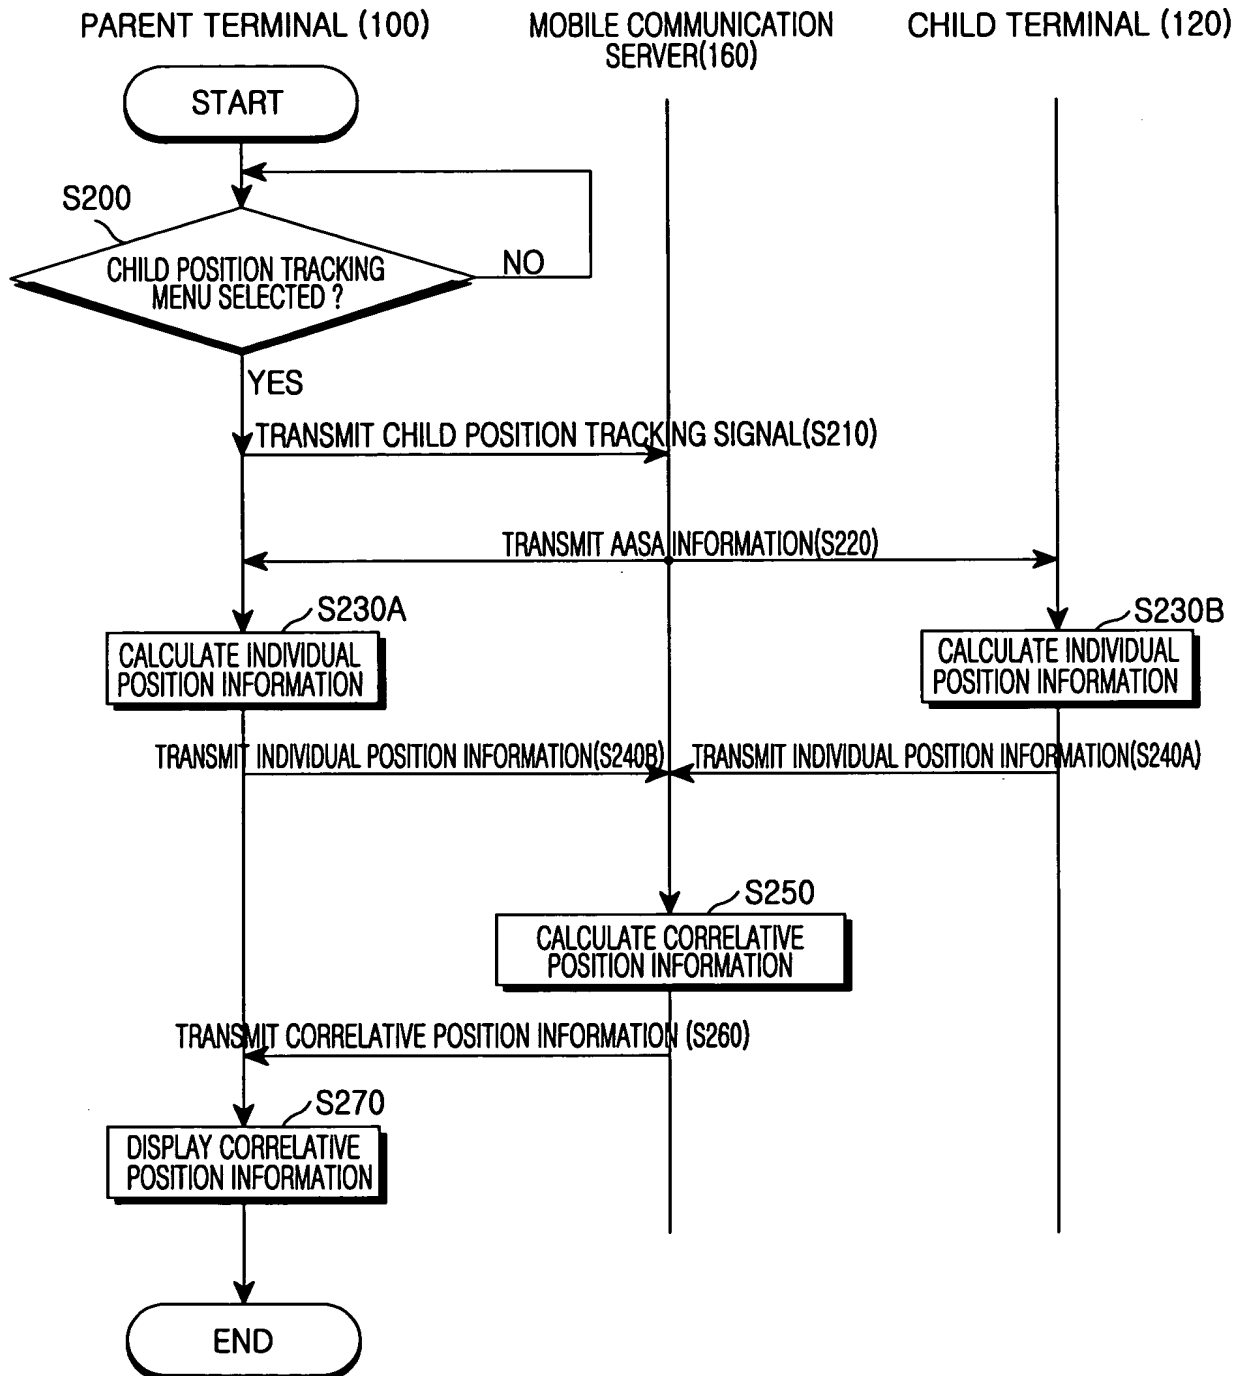 PARENT TERMINAL (100)
MOBILE COMMUNICATION
SERVER(160)
CHILD TERMINAL (120)
START
S200
CHILD POSITION TRACKING
MENU SELECTED ?
NO
YES
TRANSMIT CHILD POSITION TRACKING SIGNAL(S210)
TRANSMIT AASA INFORMATION(S220)
S230A
CALCULATE INDIVIDUAL
POSITION INFORMATION
S230B
CALCULATE INDIVIDUAL
POSITION INFORMATION
TRANSMIT INDIVIDUAL POSITION INFORMATION(S240B)
TRANSMIT INDIVIDUAL POSITION INFORMATION(S240A)
S250
CALCULATE CORRELATIVE
POSITION INFORMATION
TRANSMIT CORRELATIVE POSITION INFORMATION (S260)
S270
DISPLAY CORRELATIVE
POSITION INFORMATION
END